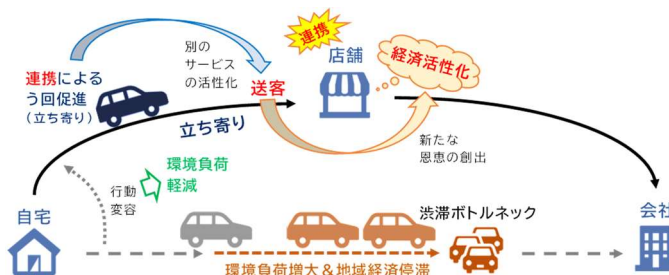 別の
サービス
の活性化
連携
店舗
経済活性化
連携による
う回促進
(立ち寄り)
送客
立ち寄り
新たな
恩恵の創出
環境負荷
軽減
行動
変容
自宅
渋滞ボトルネック
会社
環境負荷増大&地域経済停滞